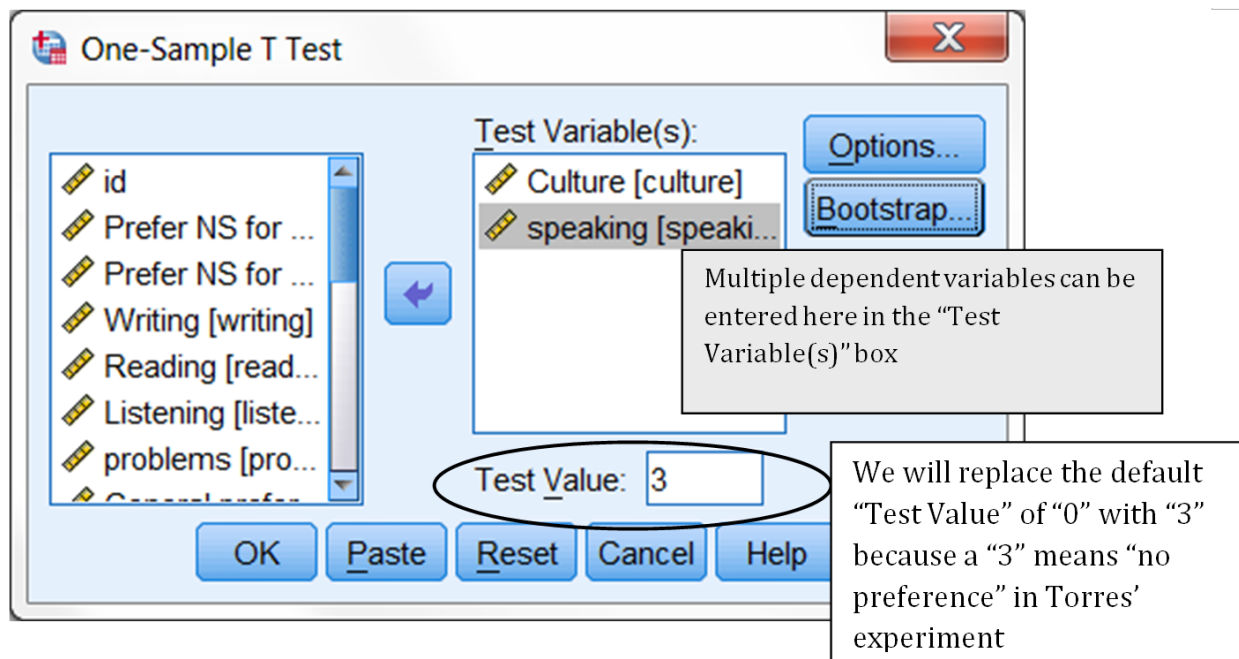 One-Sample T Test
id
Prefer NS for ...
Prefer NS for ...
Writing [writing]
Reading [read...
Listening [liste...
problems [pro...
Test Variable(s):
Culture [culture]
speaking [speaki...
Options...
Bootstrap...
Multiple dependent variables can be
entered here in the “Test
Variable(s)” box
Test Value: 3
We will replace the default
“Test Value” of “0” with “3”
because a “3” means “no
preference” in Torres’
experiment
OK
Paste
Reset
Cancel
Help